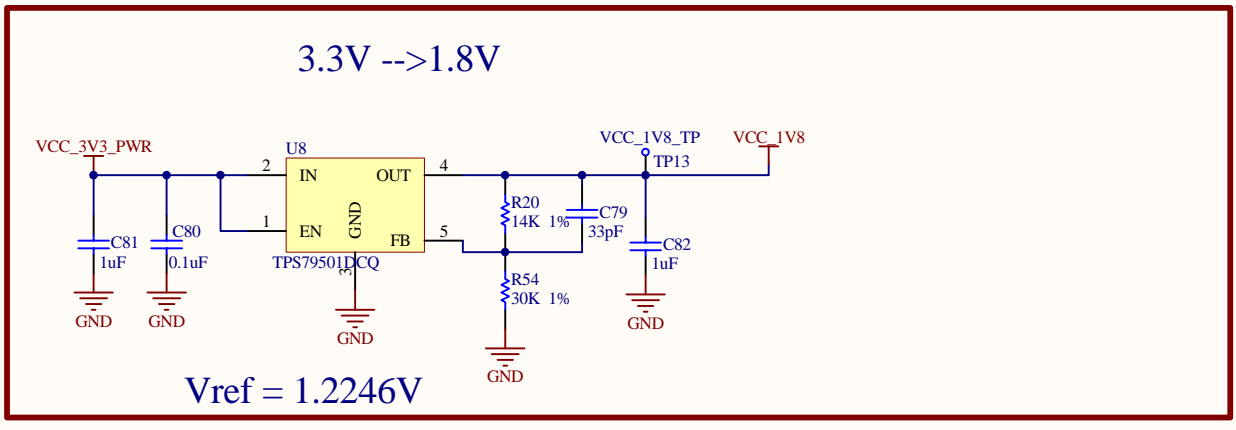 3.3V -->1.8V
VCC_3V3_PWR
U8
VCC_1V8_TP
VCC_1V8
TP13
2
IN
OUT
4
1
EN
GND
FB
5
3
TPS79501DCQ
R20
14K 1%
C79
33pF
C81
1uF
C80
0.1uF
C82
1uF
R54
30K 1%
GND
GND
GND
GND
GND
Vref = 1.2246V